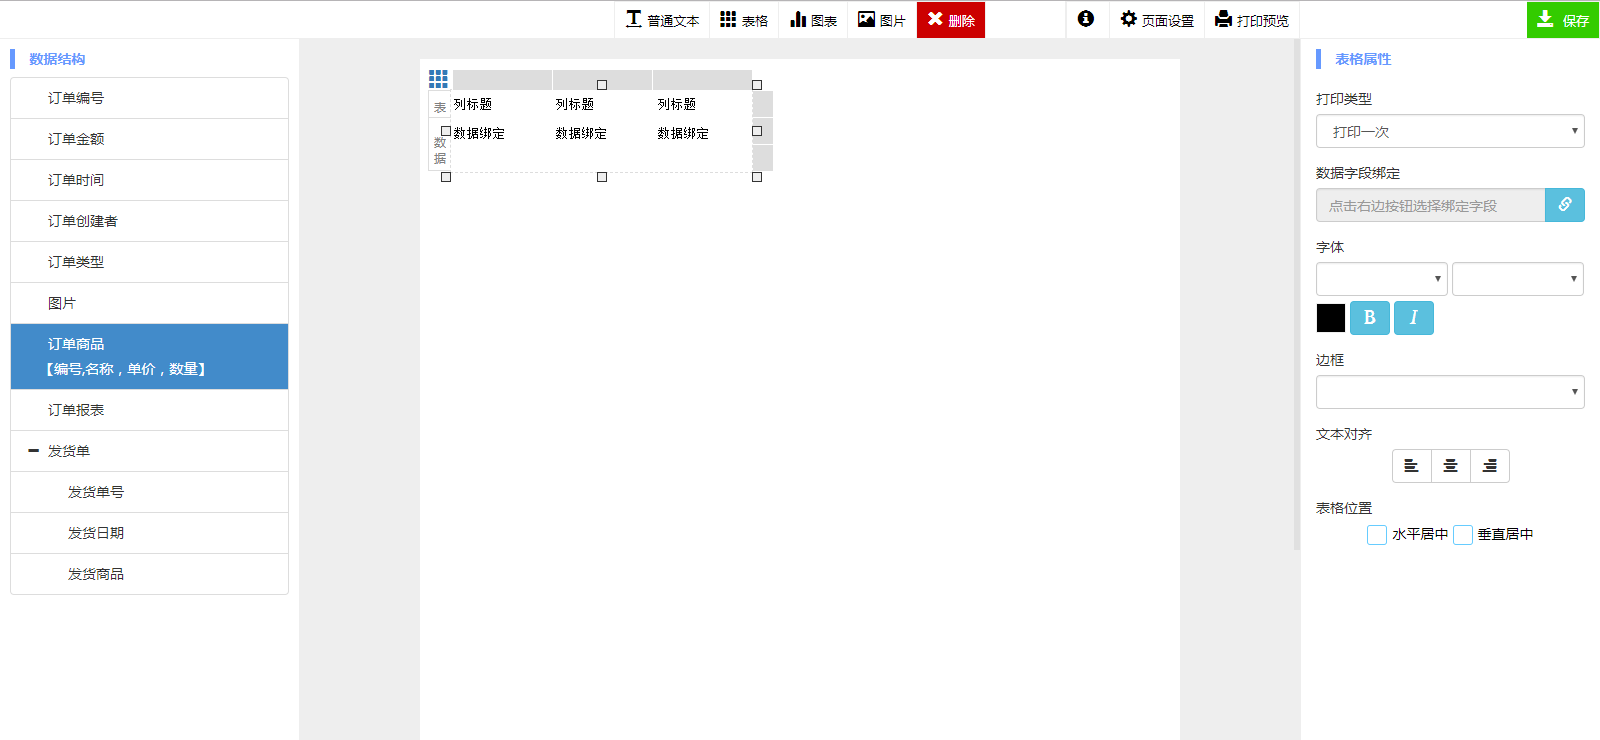 普通文本
表格
图表
图片
删除
页面设置
打印预览
保存
数据结构
订单编号
订单金额
订单时间
订单创建者
订单类型
图片
订单商品
【编号,名称，单价，数量】
订单报表
发货单
发货单号
发货日期
发货商品
表
列标题 列标题 列标题
数
据
数据绑定 数据绑定 数据绑定
表格属性
打印类型
打印一次
数据字段绑定
点击右边按钮选择绑定字段
字体
B
I
边框
文本对齐
表格位置
水平居中 垂直居中